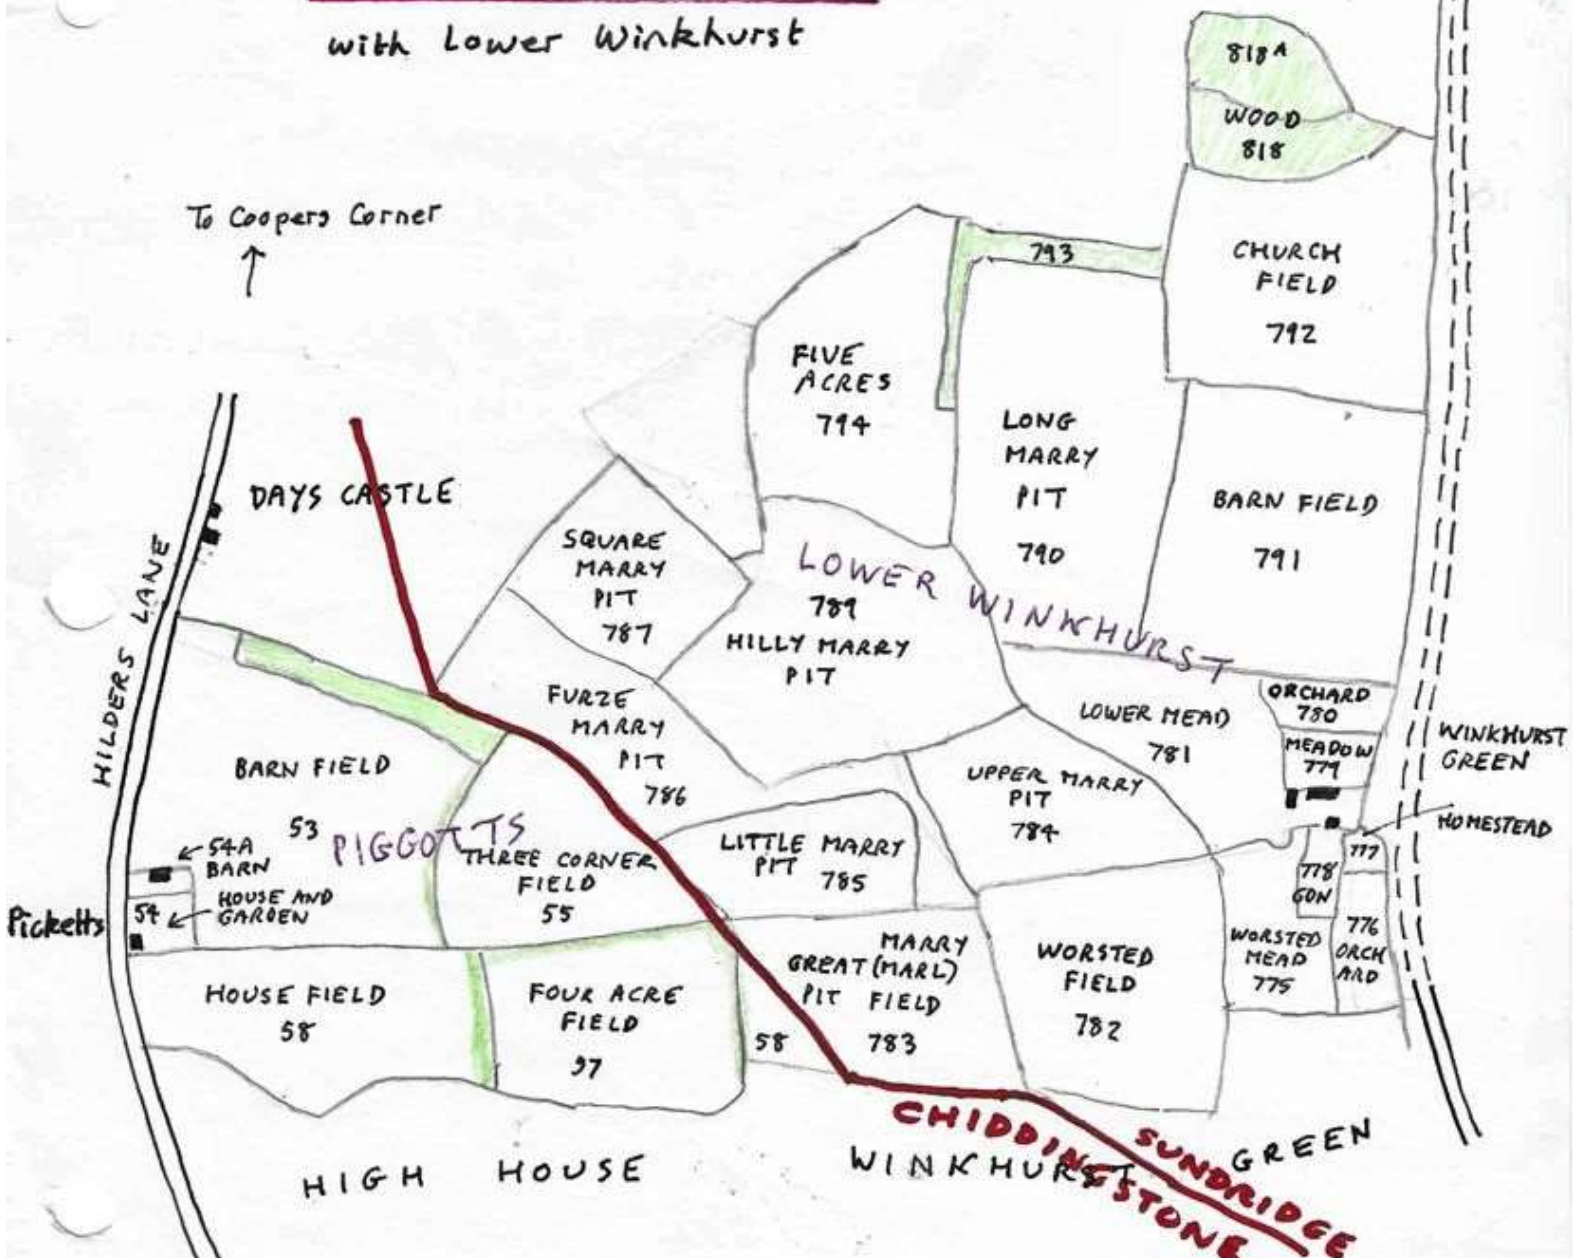 with Lower Winkhurst
818A
WOOD
818
To Coopers Corner
793
CHURCH
FIELD
792
FIVE
ACRES
794
LONG
MARRY
PIT
790
BARN FIELD
791
DAYS CASTLE
HILDERS LANE
SQUARE
MARRY
PIT
787
LOWER WINKHURST
789
HILLY MARRY
PIT
FURZE
MARRY
PIT
786
LOWER MEAD
781
ORCHARD
780
MEADOW
779
WINKHURST
GREEN
HOMESTEAD
BARN FIELD
53
PIGGOTTS
54A
BARN
HOUSE AND
GARDEN
54
Picketts
THREE CORNER
FIELD
55
LITTLE MARRY
PIT 785
UPPER MARRY
PIT
784
777
778
GDN
776
ORCH
ARD
WORSTED
MEAD
775
WORSTED
FIELD
782
MARRY
GREAT (MARL)
PIT FIELD
783
58
HOUSE FIELD
58
FOUR ACRE
FIELD
97
HIGH HOUSE
WINKHURST GREEN
CHIDDINGSTONE
SUNDRIDGE